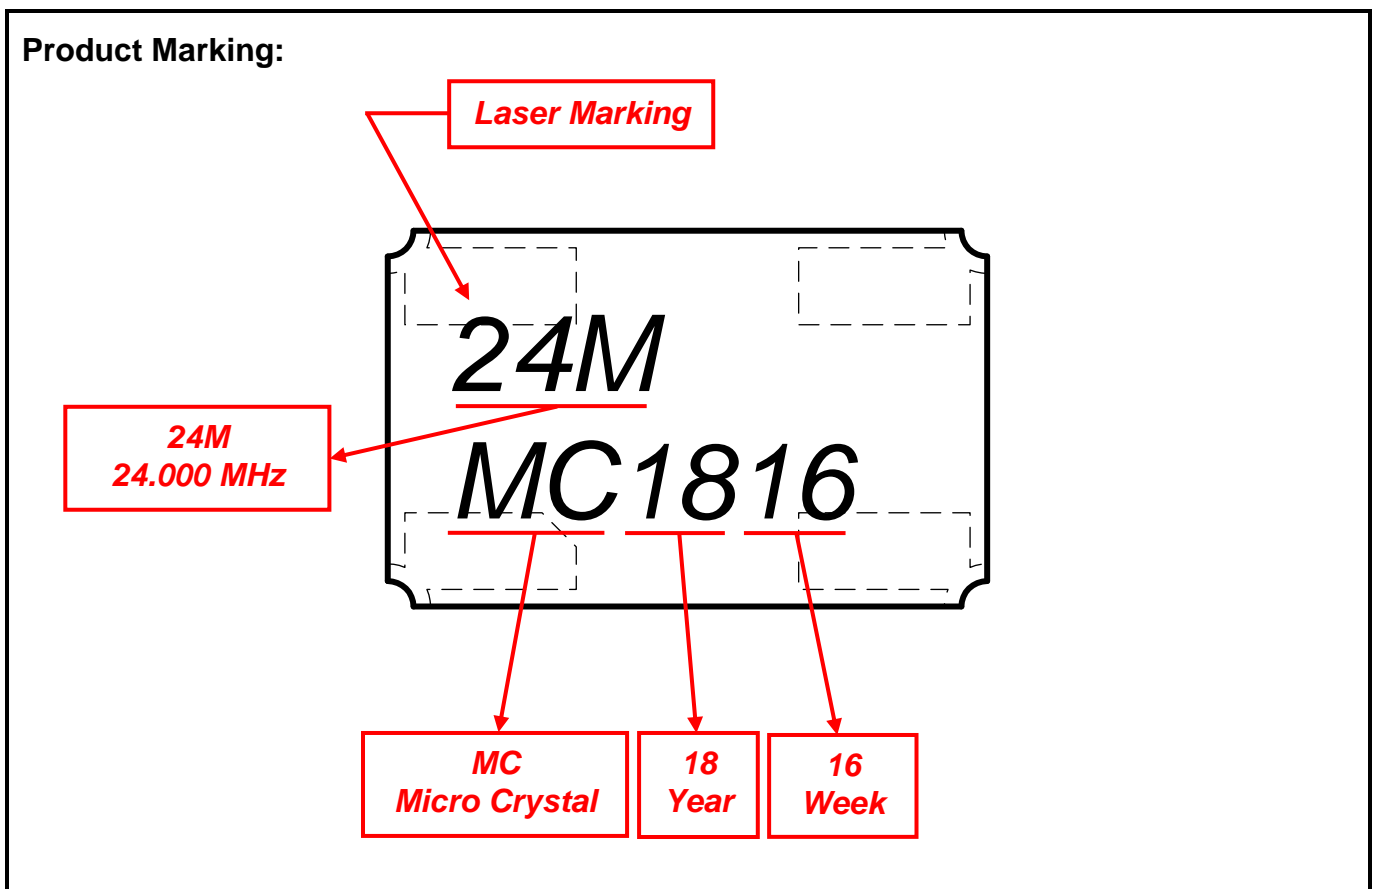 Product Marking:
Laser Marking
24M
24M
24.000 MHz
MC1816
MC
Micro Crystal
18
Year
16
Week